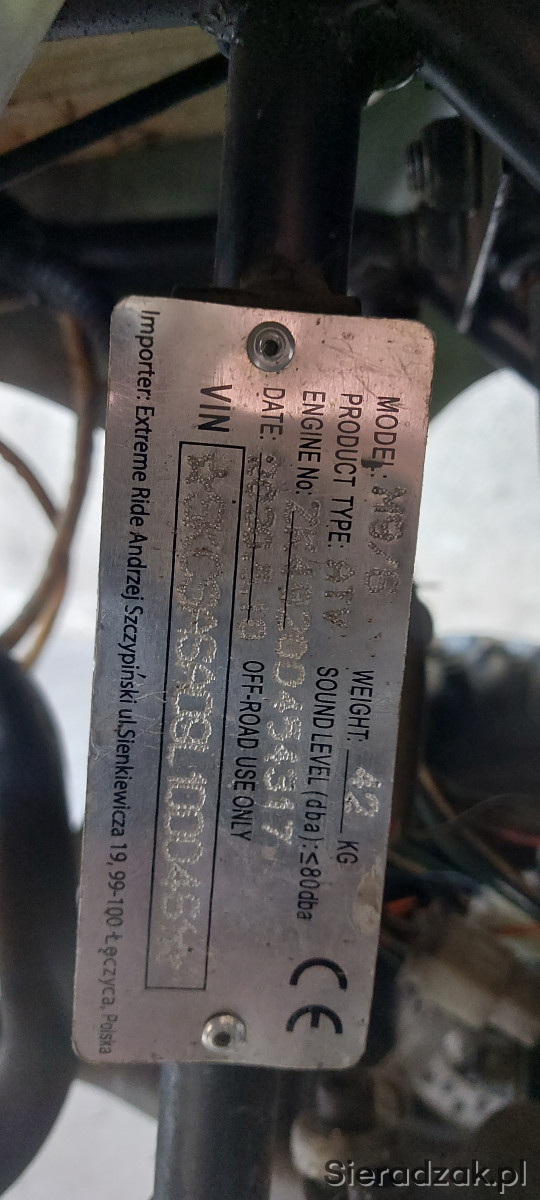 MODEL: WEIGHT: 42 KG
PRODUCT TYPE: ATV SOUND LEVEL (dba): ≤80dba
ENGINE No:
DATE: OFF-ROAD USE ONLY
VIN
Importer: Extreme Ride Andrzej Szczypiński ul.Sienkiewicza 19, 99-100 Łęczyca, Polska
CE
Sieradzak.pl